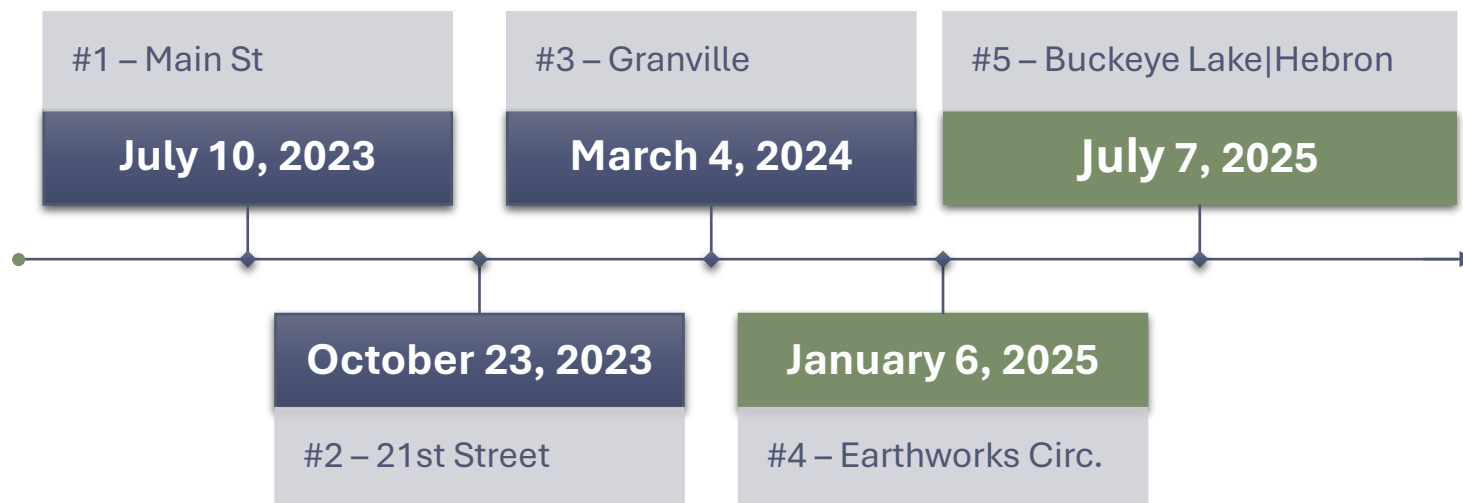 #1 – Main St
July 10, 2023
October 23, 2023
#2 – 21st Street
#3 – Granville
March 4, 2024
January 6, 2025
#4 – Earthworks Circ.
#5 – Buckeye Lake|Hebron
July 7, 2025